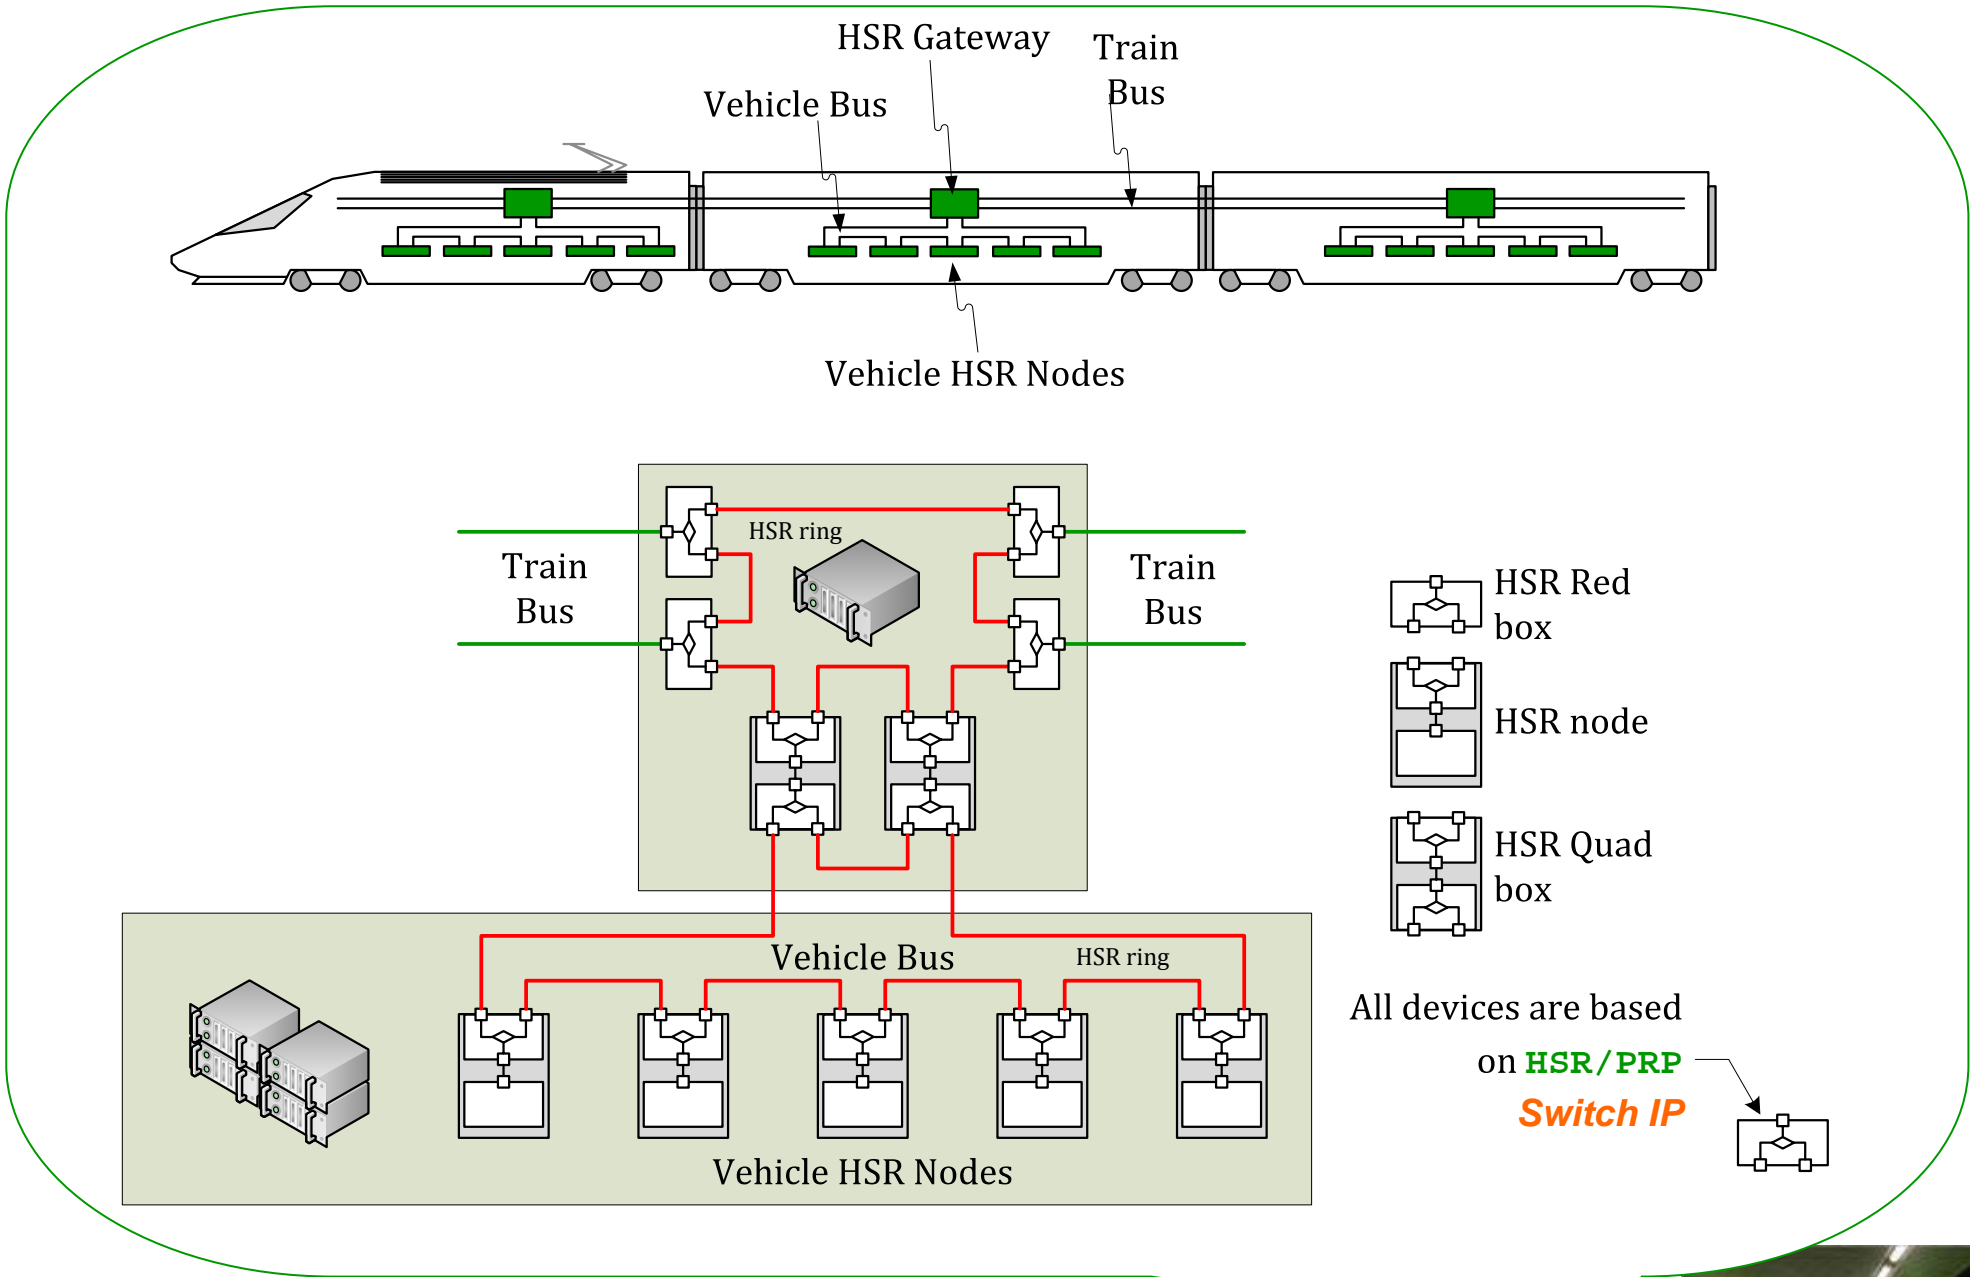 HSR Gateway
Train
Bus
Vehicle Bus
Vehicle HSR Nodes
HSR ring
Train
Bus
Train
Bus
HSR Red
box
HSR node
HSR Quad
box
Vehicle Bus
HSR ring
Vehicle HSR Nodes
All devices are based
on HSR/PRP
Switch IP